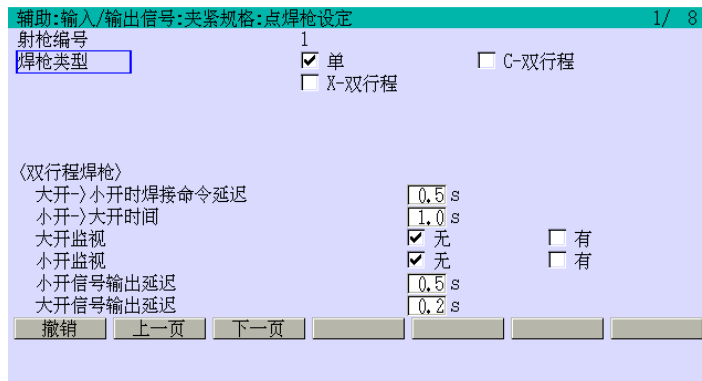 辅助:输入/输出信号:夹紧规格:点焊枪设定 1/ 8
射枪编号 1
焊枪类型 单 C-双行程
X-双行程
〈双行程焊枪〉
大开-〉小开时焊接命令延迟 0.5 s
小开-〉大开时间 1.0 s
大开监视 无 有
小开监视 无 有
小开信号输出延迟 0.5 s
大开信号输出延迟 0.2 s
撤销 上一页 下一页